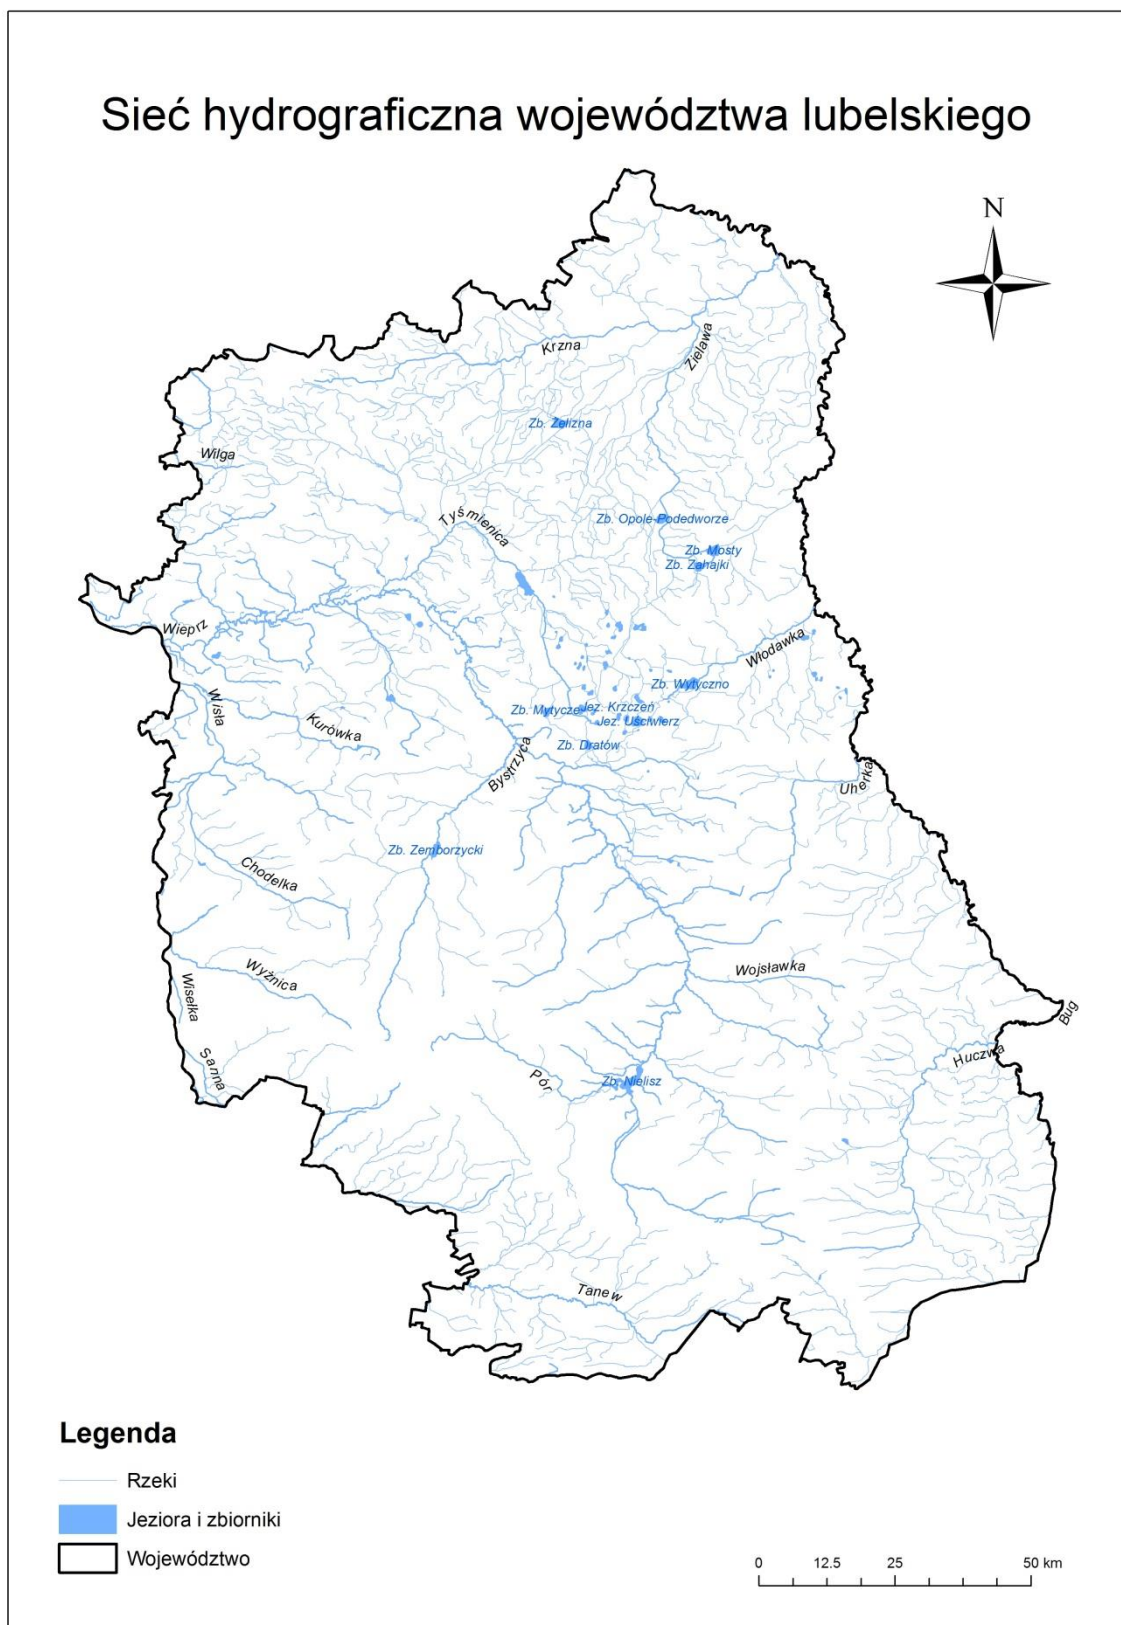 Sieć hydrograficzna województwa lubelskiego
N
Krzna
Zielawa
Zb. Żelizna
Wilga
Tyśmienica
Zb. Opole-Podedworze
Zb. Mosty
Zb. Zahajki
Wieprz
Włodawka
Zb. Wytyczno
Wisła
Zb. Mytycze
Jez. Krzczeń
Jez. Uściwierz
Kurówka
Zb. Dratów
Bystrzyca
Uherka
Zb. Zemborzycki
Chodelka
Wyżnica
Wojsławka
Wisełka
Bug
Huczwa
Sanna
Pór
Zb. Nielisz
Tanew
Legenda
Rzeki
Jeziora i zbiorniki
Województwo
0 12.5 25 50 km